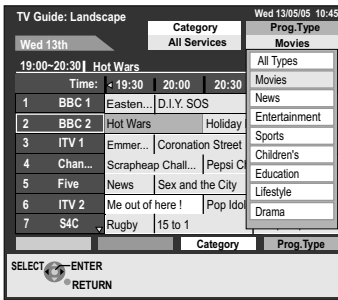 TV Guide: Landscape Wed 13/05/05 10:45
Category Prog.Type
Wed 13th All Services Movies
19:00~20:30 Hot Wars All Types
Time: 19:30 20:00 20:30 Movies
1 BBC 1 Easten... D.I.Y. SOS News
2 BBC 2 Hot Wars Holiday Entertainment
3 ITV 1 Emmer... Coronation Street Sports
4 Chan... Scrapheap Chall... Pepsi Children's
5 Five News Sex and the City Education
6 ITV 2 Me out of here ! Pop Idol Lifestyle
7 S4C Rugby 15 to 1 Drama
Category Prog.Type
SELECT ENTER
RETURN